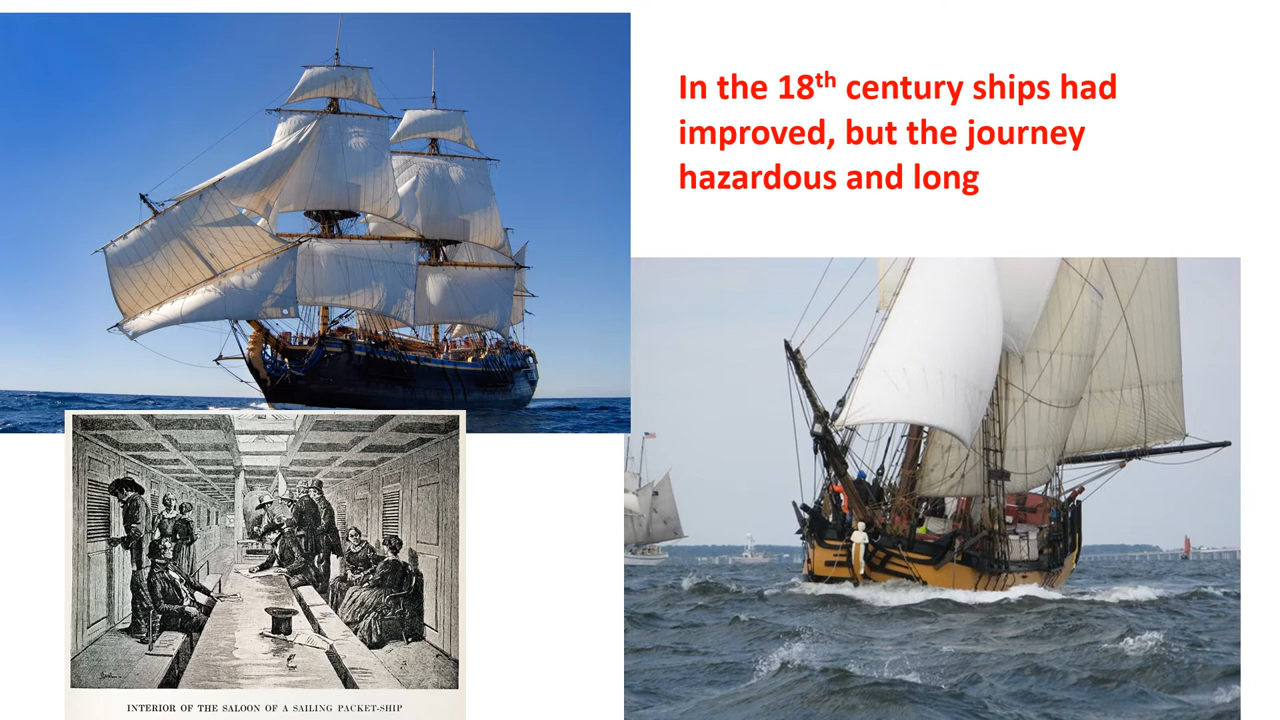 In the 18th century ships had
improved, but the journey
hazardous and long
INTERIOR OF THE SALOON OF A SAILING PACKET-SHIP